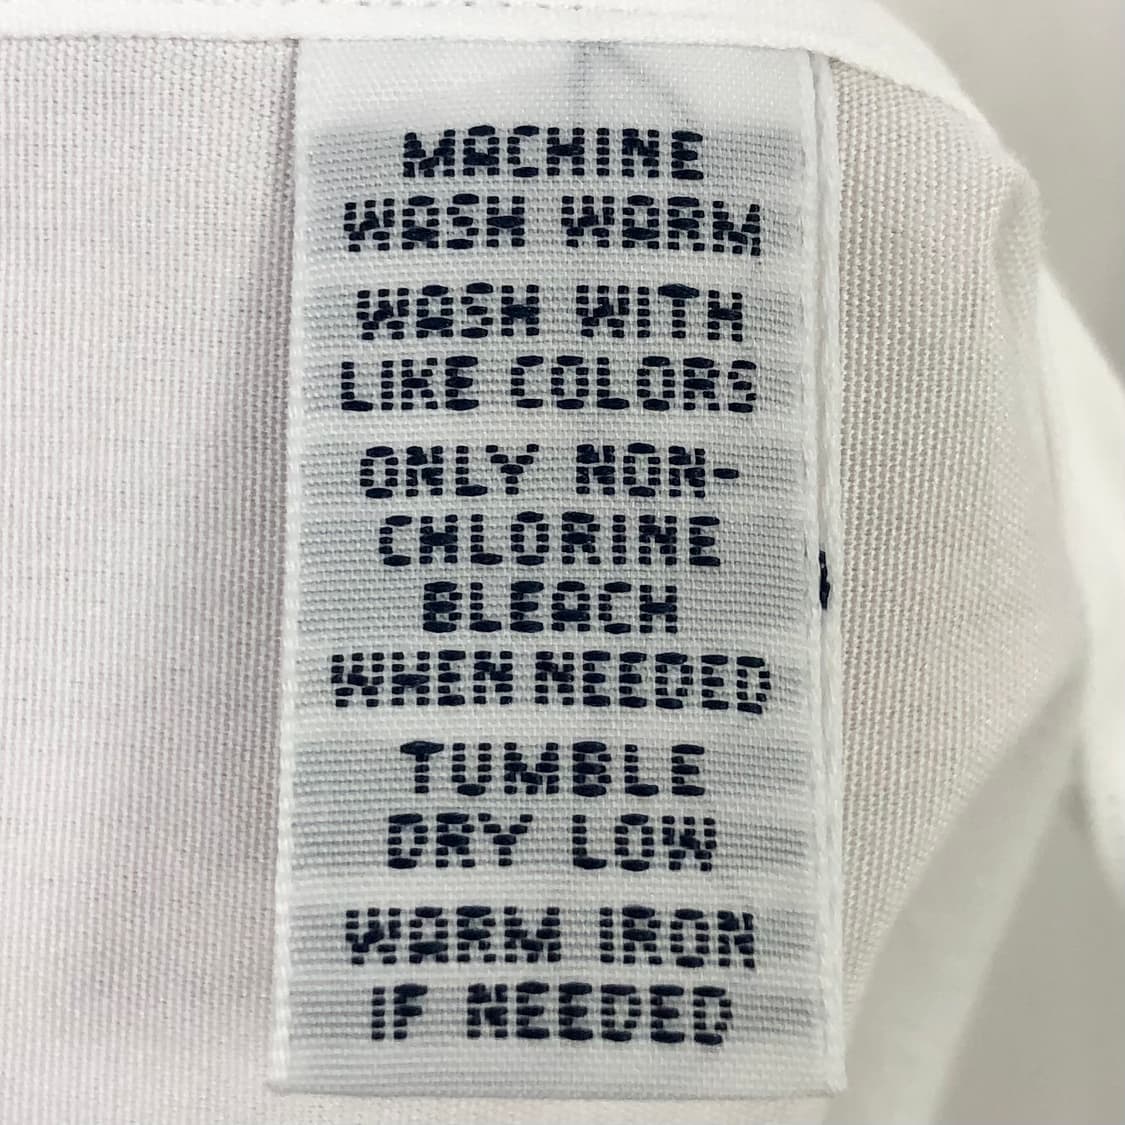 MACHINE
WASH WARM
WASH WITH
LIKE COLORS
ONLY NON-
CHLORINE
BLEACH
WHEN NEEDED
TUMBLE
DRY LOW
WARM IRON
IF NEEDED